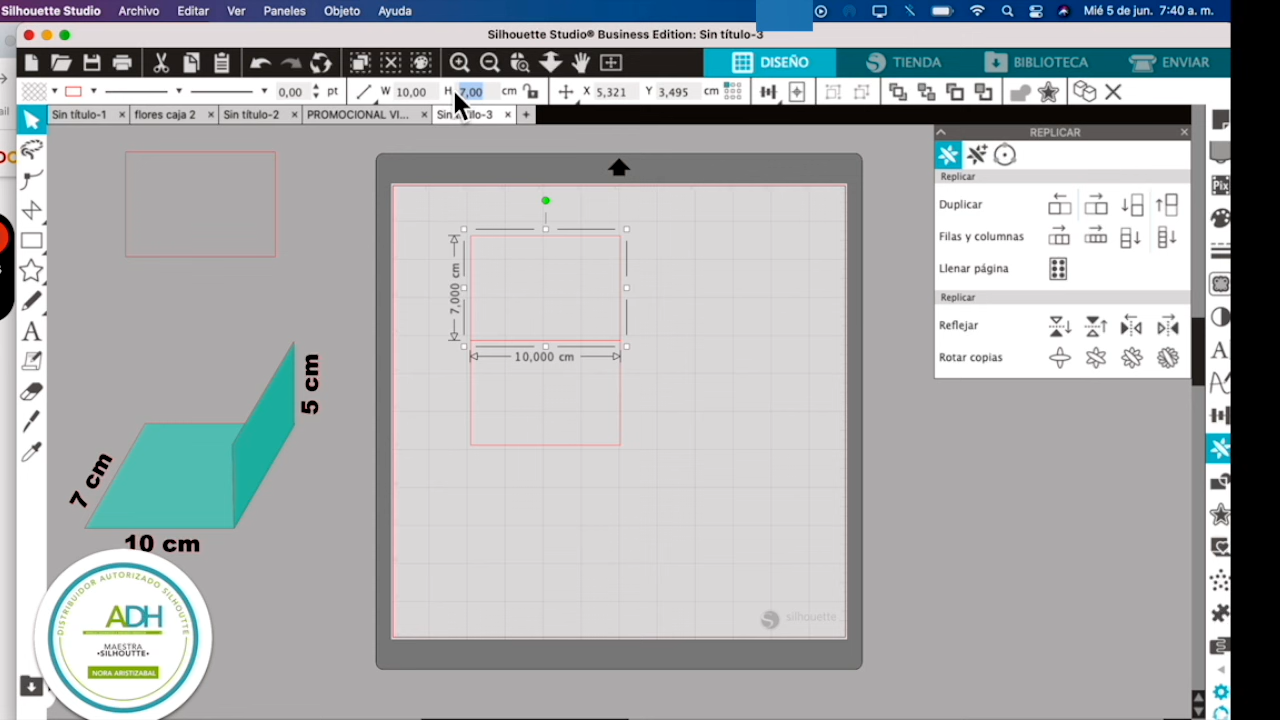 Silhouette Studio Archivo Editar Ver Paneles Objeto Ayuda Mié 5 de jun. 7:40 a. m.
Silhouette Studio® Business Edition: Sin título-3
DISEÑO TIENDA BIBLIOTECA ENVIAR
0,00 pt W 10,00 H 7,00 cm X 5,321 Y 3,495 cm
Sin título-1 flores caja 2 Sin título-2 PROMOCIONAL VI...
REPLICAR
Replicar
Duplicar
Filas y columnas
Llenar página
Replicar
Reflejar
Rotar copias
Pix
7,000 cm
10,000 cm
5 cm
7 cm
10 cm
silhouette
DISTRIBUIDOR AUTORIZADO SILHOUTTE
ADH
MAESTRA
•SILHOUTTE•
NORA ARISTIZABAL